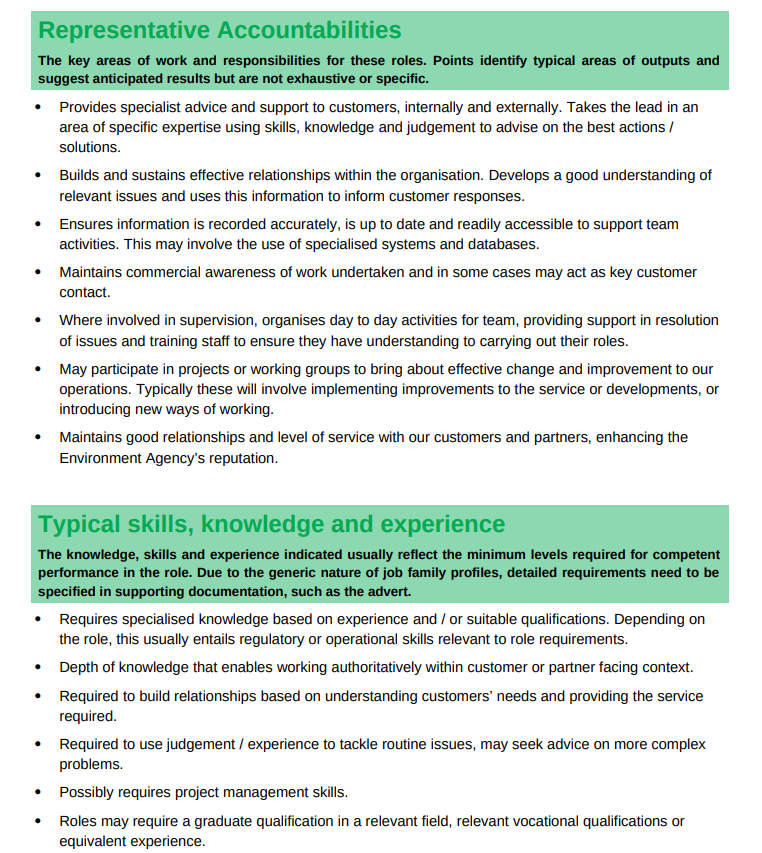 Representative Accountabilities
The key areas of work and responsibilities for these roles. Points identify typical areas of outputs and
suggest anticipated results but are not exhaustive or specific.
• Provides specialist advice and support to customers, internally and externally. Takes the lead in an
area of specific expertise using skills, knowledge and judgement to advise on the best actions /
solutions.
• Builds and sustains effective relationships within the organisation. Develops a good understanding of
relevant issues and uses this information to inform customer responses.
• Ensures information is recorded accurately, is up to date and readily accessible to support team
activities. This may involve the use of specialised systems and databases.
• Maintains commercial awareness of work undertaken and in some cases may act as key customer
contact.
• Where involved in supervision, organises day to day activities for team, providing support in resolution
of issues and training staff to ensure they have understanding to carrying out their roles.
• May participate in projects or working groups to bring about effective change and improvement to our
operations. Typically these will involve implementing improvements to the service or developments, or
introducing new ways of working.
• Maintains good relationships and level of service with our customers and partners, enhancing the
Environment Agency’s reputation.
Typical skills, knowledge and experience
The knowledge, skills and experience indicated usually reflect the minimum levels required for competent
performance in the role. Due to the generic nature of job family profiles, detailed requirements need to be
specified in supporting documentation, such as the advert.
• Requires specialised knowledge based on experience and / or suitable qualifications. Depending on
the role, this usually entails regulatory or operational skills relevant to role requirements.
• Depth of knowledge that enables working authoritatively within customer or partner facing context.
• Required to build relationships based on understanding customers’ needs and providing the service
required.
• Required to use judgement / experience to tackle routine issues, may seek advice on more complex
problems.
• Possibly requires project management skills.
• Roles may require a graduate qualification in a relevant field, relevant vocational qualifications or
equivalent experience.